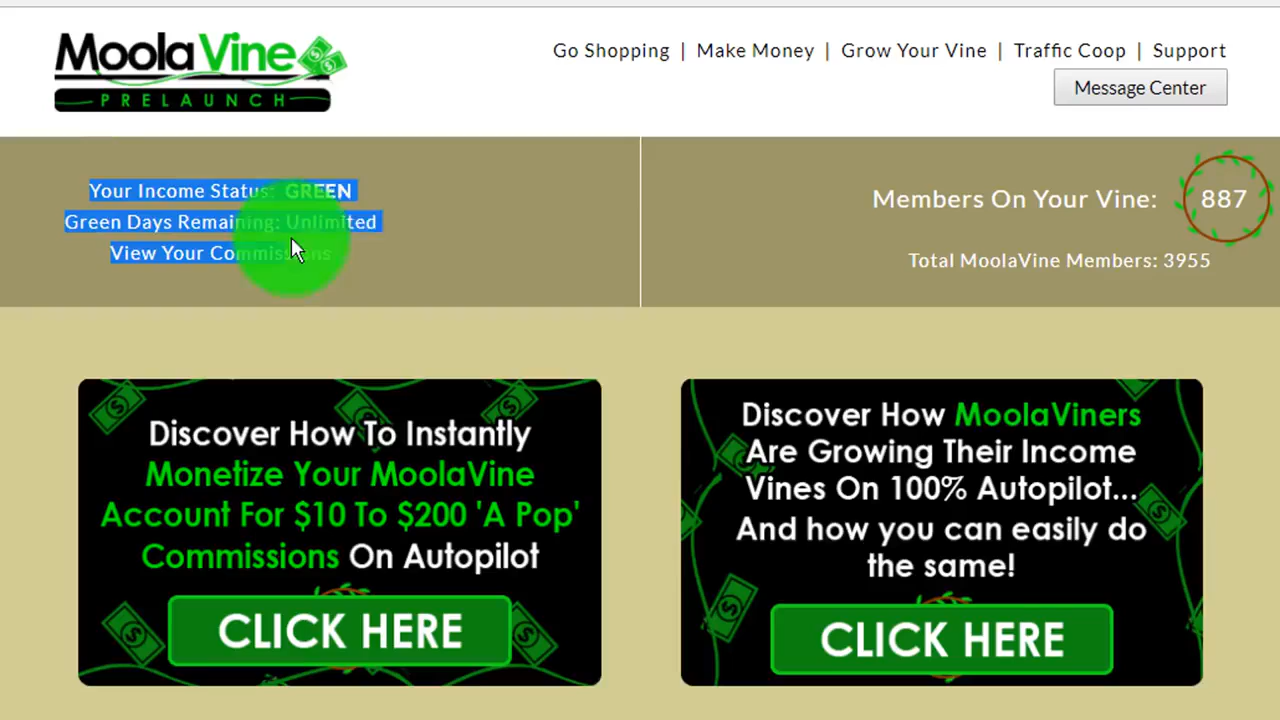 MoolaVine
PRELAUNCH
Go Shopping | Make Money | Grow Your Vine | Traffic Coop | Support
Message Center
Your Income Status: GREEN
Green Days Remaining: Unlimited
View Your Commissions
Members On Your Vine: 887
Total MoolaVine Members: 3955
Discover How To Instantly
Monetize Your MoolaVine
Account For $10 To $200 'A Pop'
Commissions On Autopilot
CLICK HERE
Discover How MoolaViners
Are Growing Their Income
Vines On 100% Autopilot...
And how you can easily do
the same!
CLICK HERE